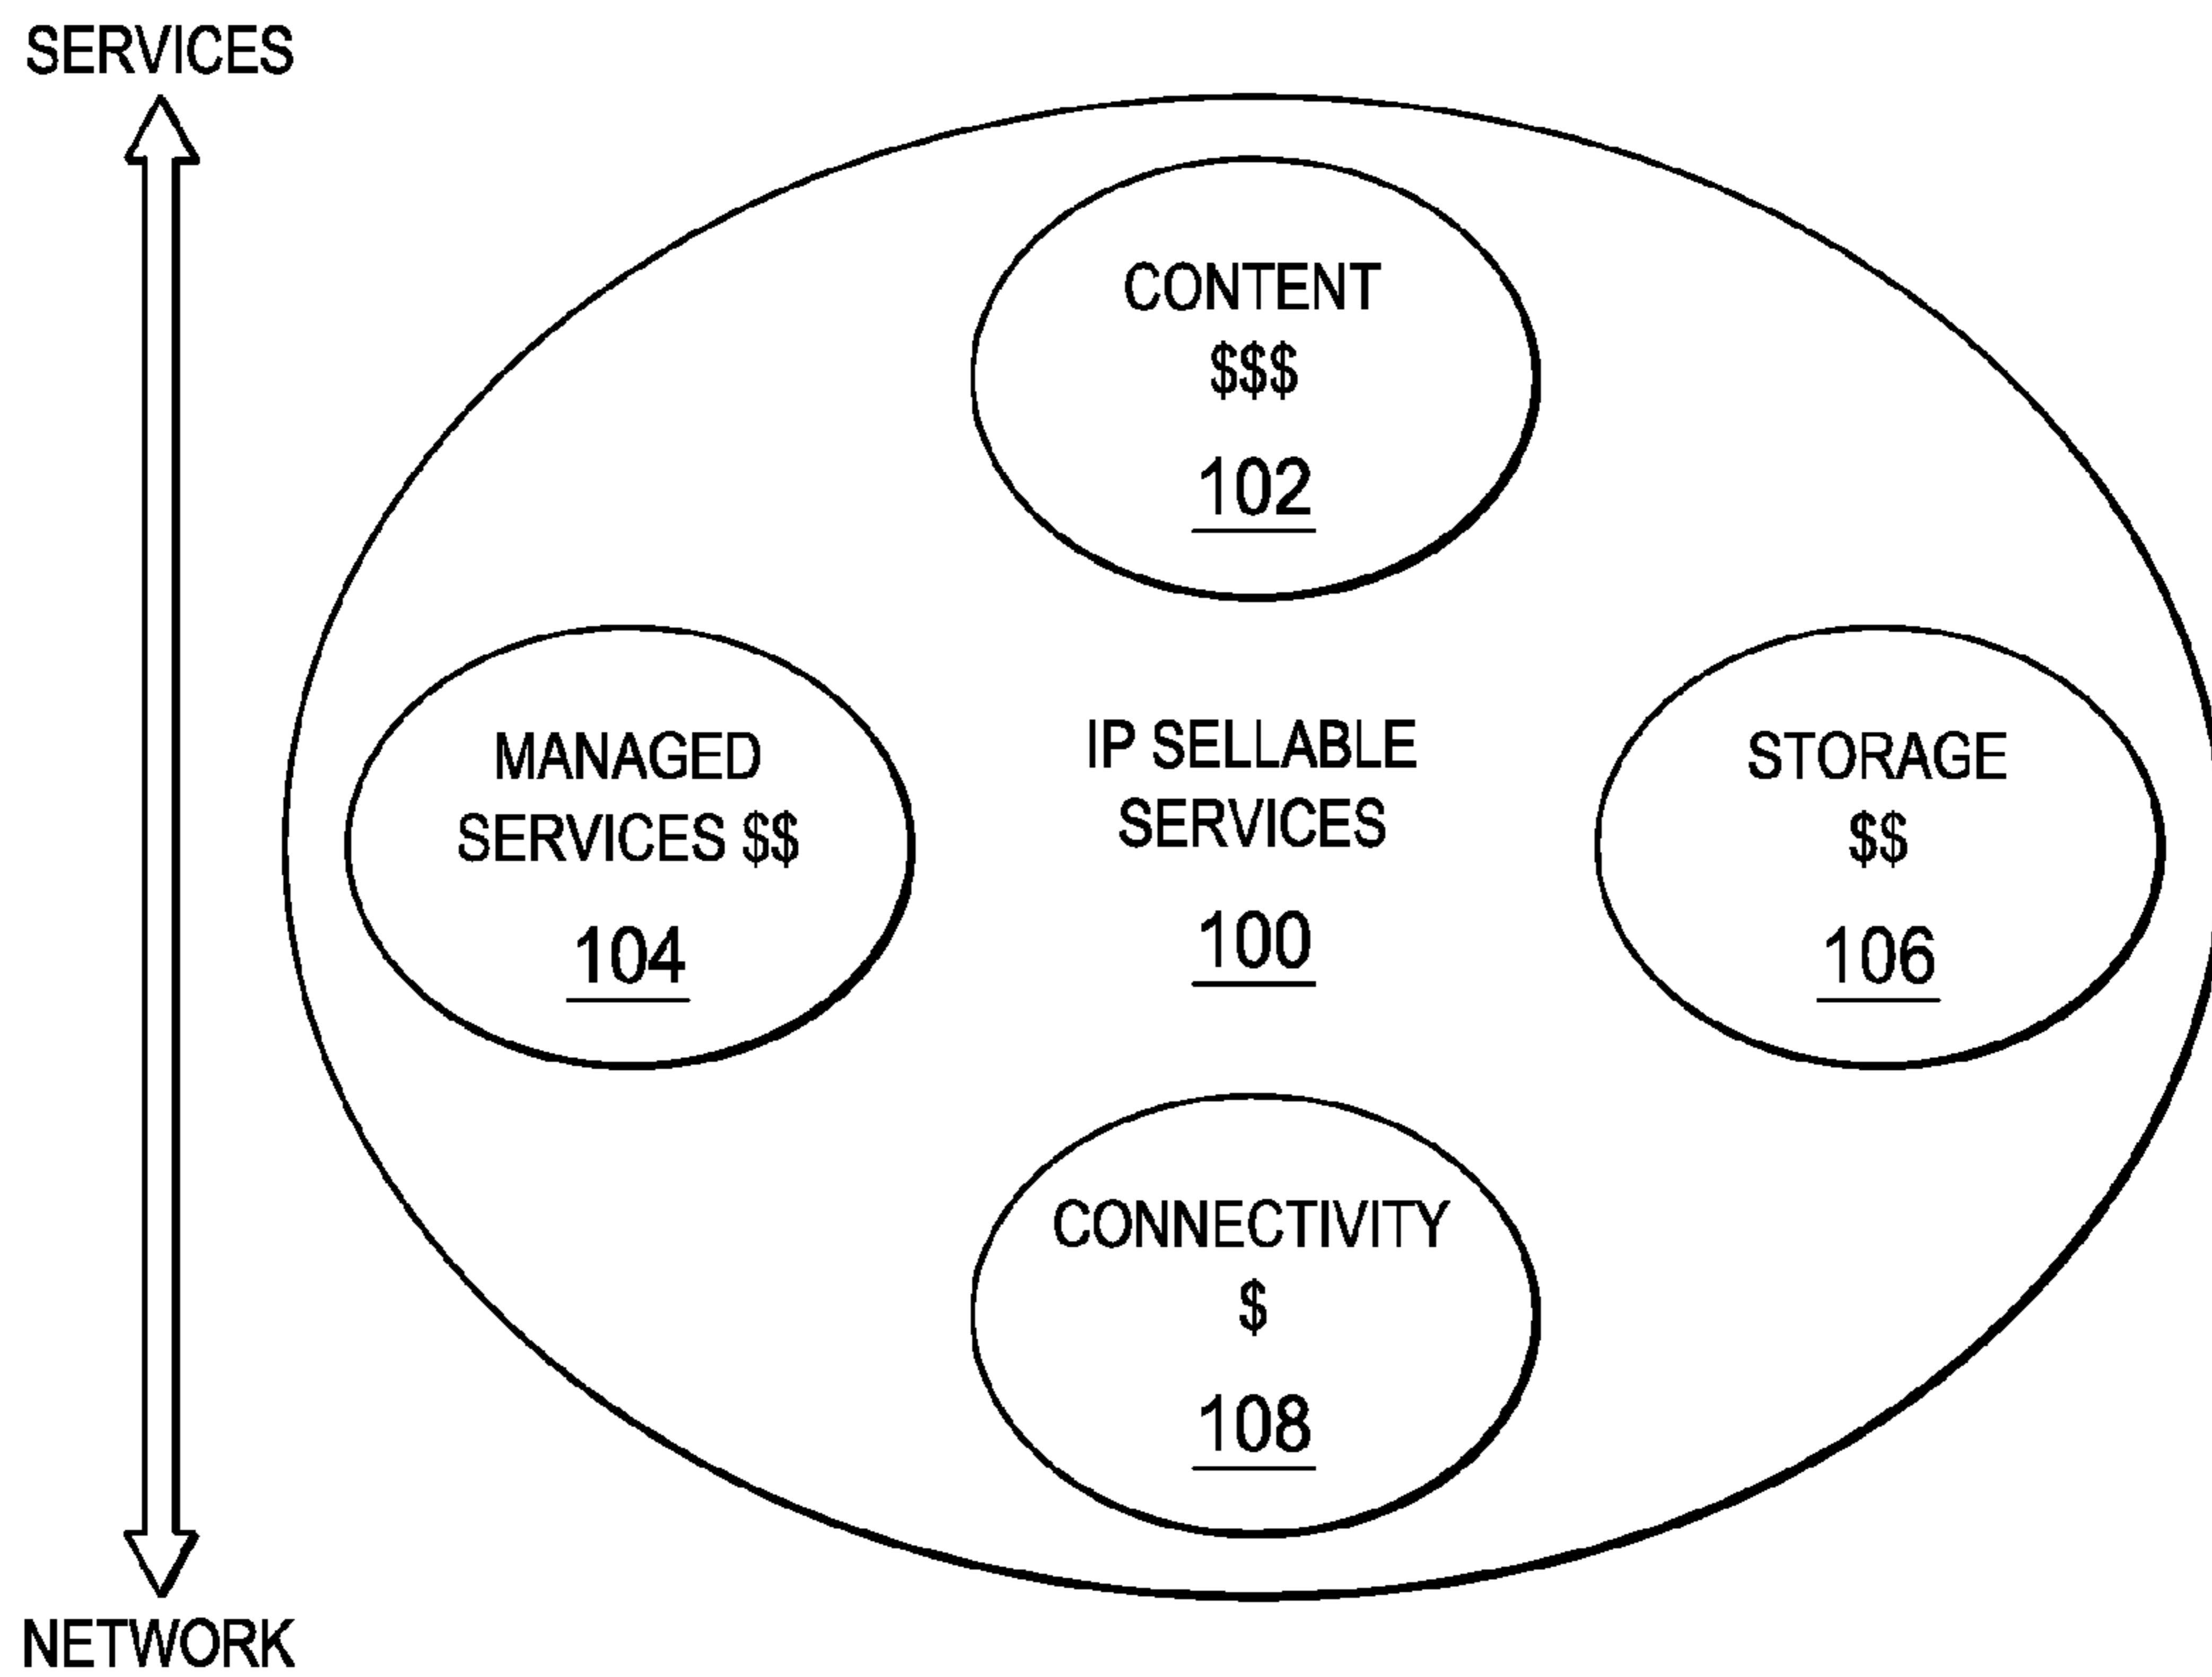 SERVICES
CONTENT
$$$
102
MANAGED
SERVICES $$
104
IP SELLABLE
SERVICES
100
STORAGE
$$
106
CONNECTIVITY
$
108
NETWORK